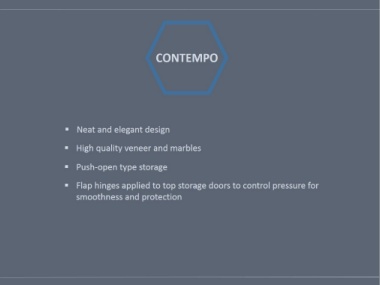 CONTEMPO
▪ Neat and elegant design
▪ High quality veneer and marbles
▪ Push-open type storage
▪ Flap hinges applied to top storage doors to control pressure for
smoothness and protection